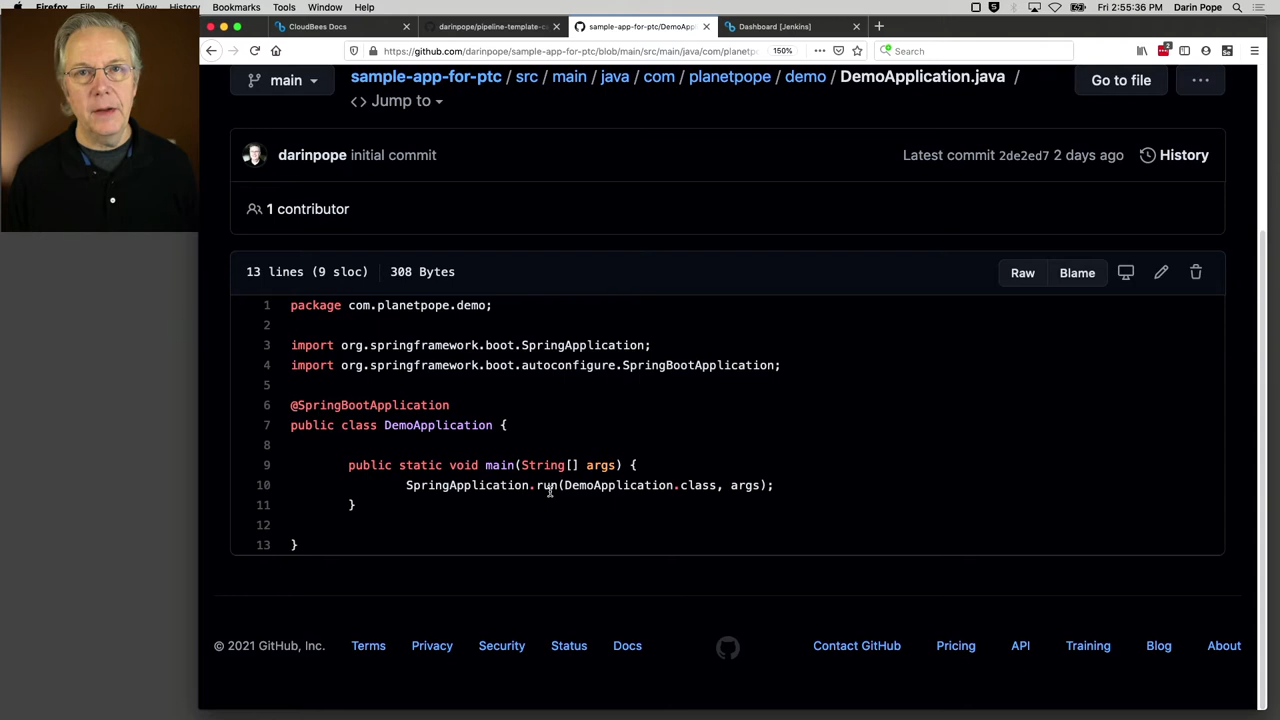 Firefox File Edit View History Bookmarks Tools Window Help Fri 2:55:36 PM Darin Pope
CloudBees Docs
darinpope/pipeline-template-c
sample-app-for-ptc/DemoAppl
Dashboard [Jenkins]
https://github.com/darinpope/sample-app-for-ptc/blob/main/src/main/java/com/planetp 150% Search
main sample-app-for-ptc / src / main / java / com / planetpope / demo / DemoApplication.java / Go to file
<> Jump to
darinpope initial commit Latest commit 2de2ed7 2 days ago History
1 contributor
13 lines (9 sloc) 308 Bytes Raw Blame
1 package com.planetpope.demo;
2
3 import org.springframework.boot.SpringApplication;
4 import org.springframework.boot.autoconfigure.SpringBootApplication;
5
6 @SpringBootApplication
7 public class DemoApplication {
8
9 public static void main(String[] args) {
10 SpringApplication.run(DemoApplication.class, args);
11 }
12
13 }
© 2021 GitHub, Inc. Terms Privacy Security Status Docs Contact GitHub Pricing API Training Blog About